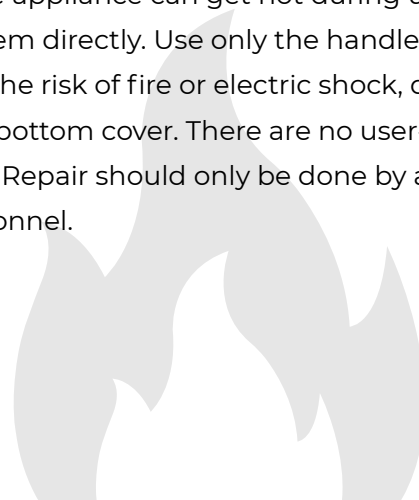 appliance can get hot during
em directly. Use only the handle
he risk of fire or electric shock,
bottom cover. There are no user
Repair should only be done by a
onnel.